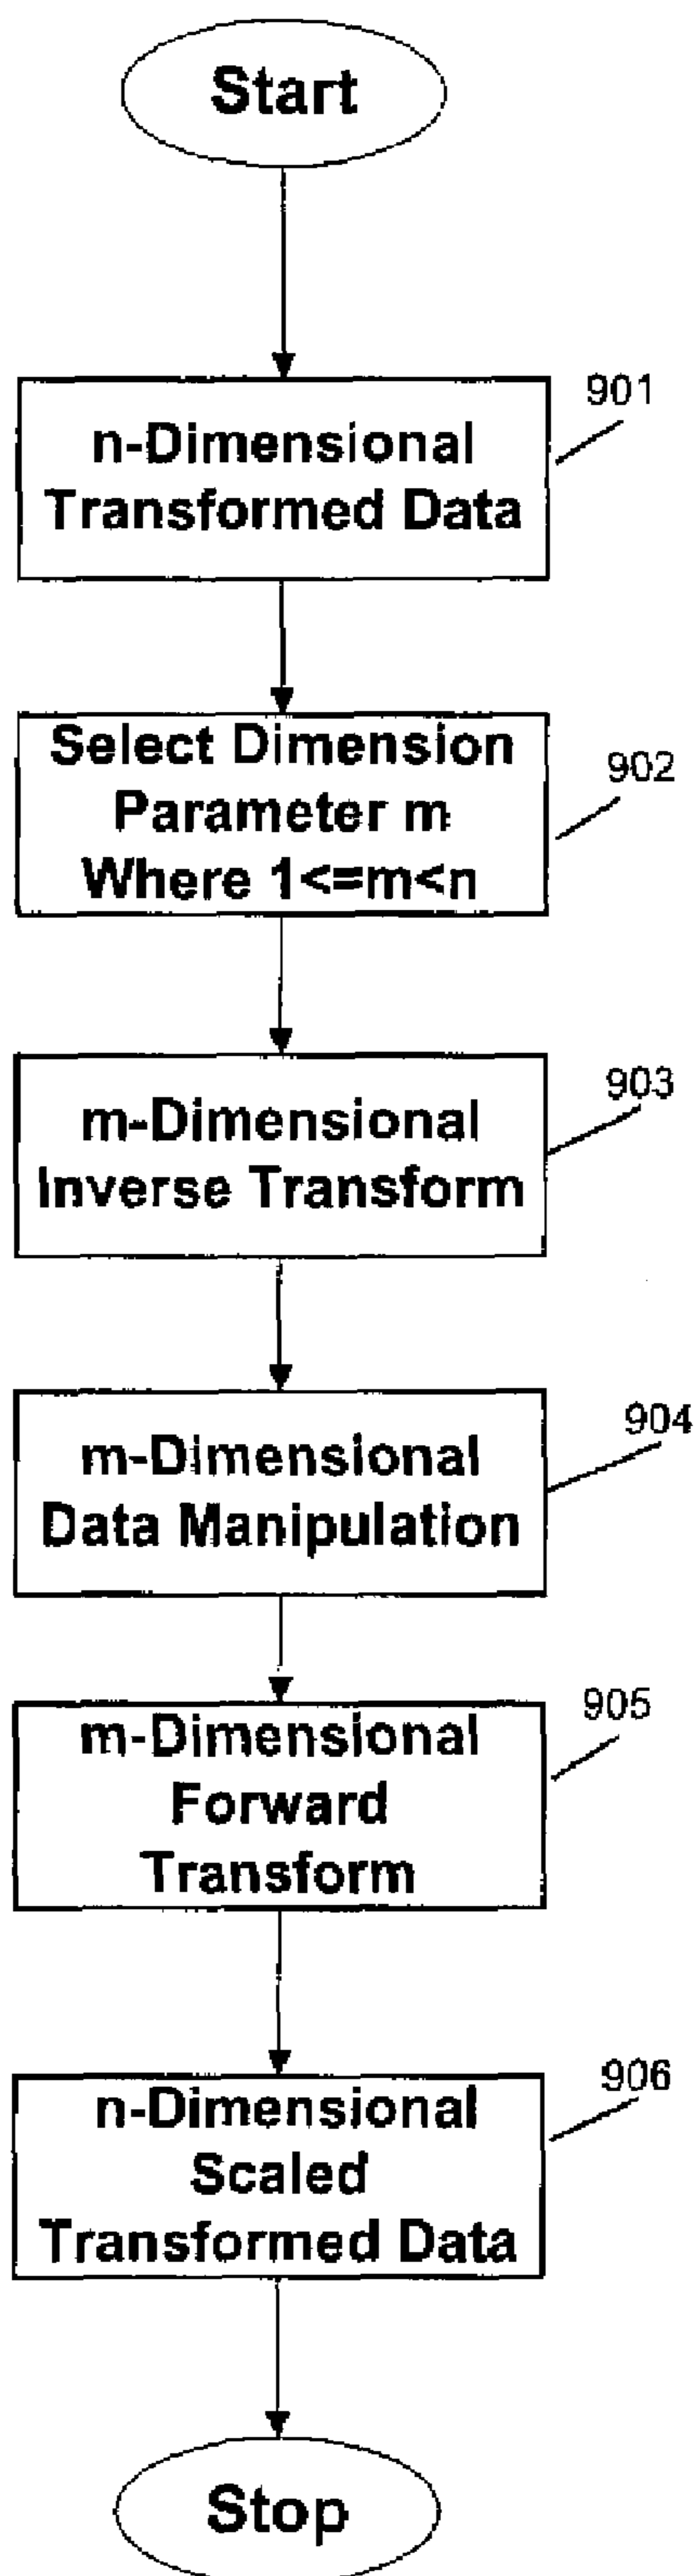 Start
901
n-Dimensional
Transformed Data
Select Dimension
902
Parameter m
Where 1<=m<n
903
m-Dimensional
Inverse Transform
904
m-Dimensional
Data Manipulation
905
m-Dimensional
Forward
Transform
906
n-Dimensional
Scaled
Transformed Data
Stop